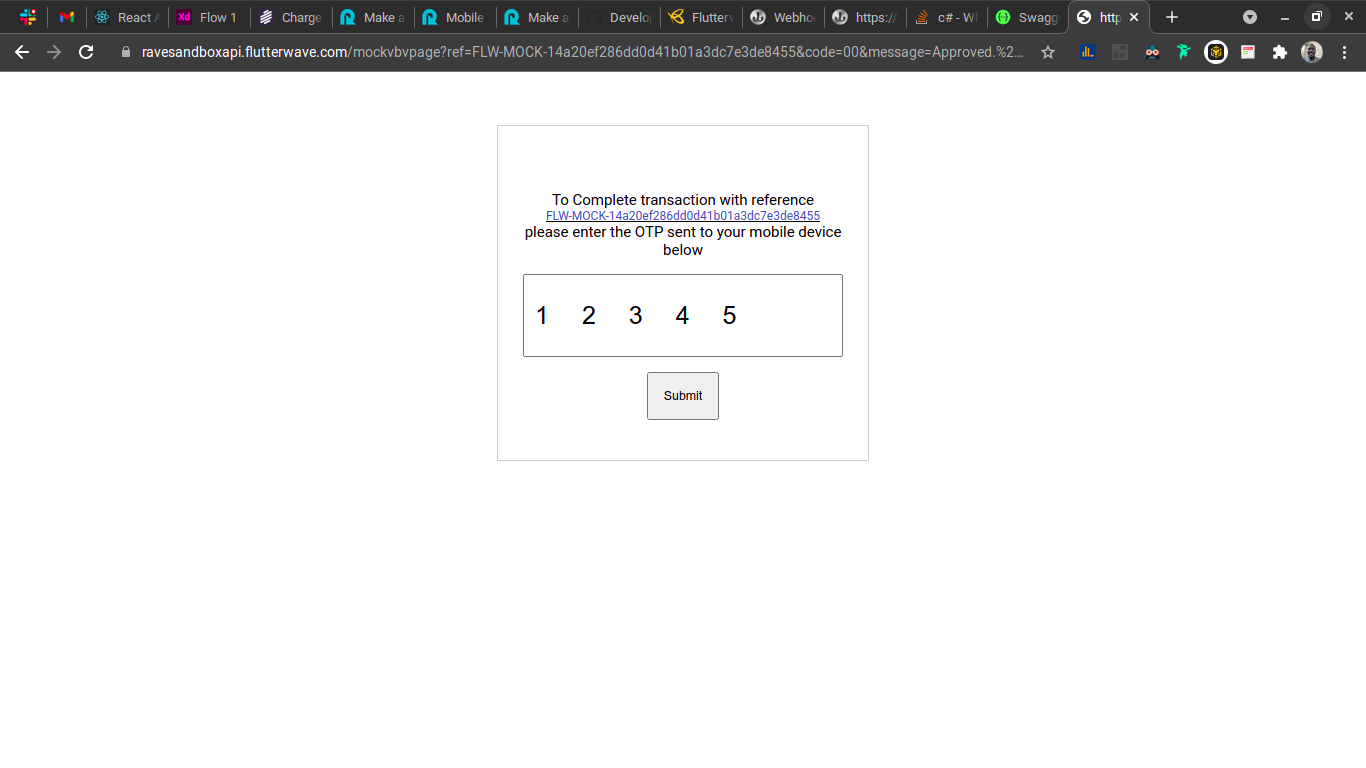 React A
Flow 1
Charge
Make a
Mobile
Make a
Develo
Flutterw
Webho
https://
c# - Wh
Swagg
http
ravesandboxapi.flutterwave.com/mockvbvpage?ref=FLW-MOCK-14a20ef286dd0d41b01a3dc7e3de8455&code=00&message=Approved.%2...
To Complete transaction with reference
FLW-MOCK-14a20ef286dd0d41b01a3dc7e3de8455
please enter the OTP sent to your mobile device
below
1 2 3 4 5
Submit